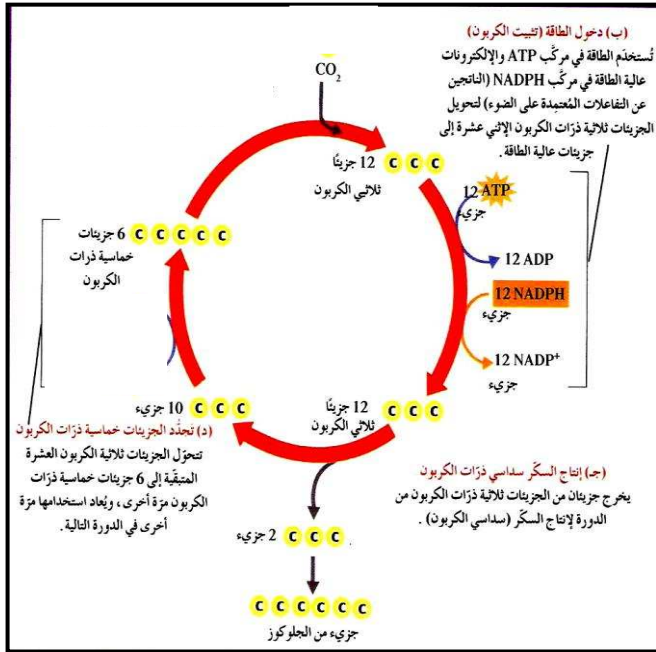 (ب) دخول الطاقة (تثبيت الكربون)
تُستخدَم الطاقة في مركَّب ATP والإلكترونات
عالية الطاقة في مركَّب NADPH (الناتجين
عن التفاعلات المُعتمِدة على الضوء) لتحويل
الجزيئات ثلاثية ذرّات الكربون الإثني عشرة إلى
جزيئات عالية الطاقة.
CO2
12 جزيئًا C C C
ثلاثيي الكربون
12 ATP
جزيء
12 ADP
12 NADPH
جزيء
12 NADP+
جزيء
6 جزيئات C C C C C
خماسية ذرات
الكربون
12 جزيئًا C C C
ثلاثي الكربون
10 جزيء C C C
(د) تجدُّد الجزيئات خماسية ذرّات الكربون
تتحوّل الجزيئات ثلاثية الكربون العشرة
المتبقّية إلى 6 جزيئات خماسية ذرّات
الكربون مرّة أخرى، ويُعاد استخدامها مرّة
أخرى في الدورة التالية.
(جـ) إنتاج السكّر سداسي ذرّات الكربون
يخرج جزيئان من الجزيئات ثلاثية ذرّات الكربون من
الدورة لإنتاج السكّر (سداسي الكربون).
2 جزيء C C C
C C C C C C
جزيء من الجلوكوز